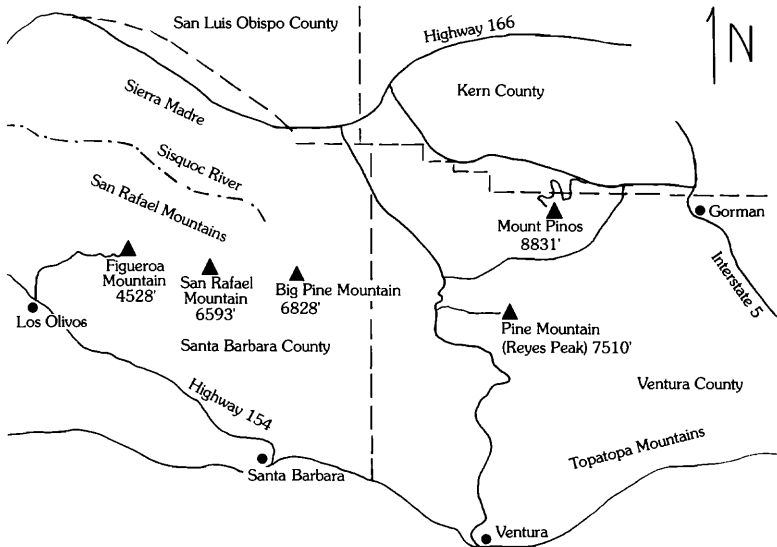 San Luis Obispo County
Highway 166
N
Sierra Madre
Kern County
Sisquoc River
San Rafael Mountains
Mount Pinos
8831'
Gorman
Figueroa
Mountain
4528'
San Rafael
Mountain
6593'
Big Pine Mountain
6828'
Interstate 5
Los Olivos
Pine Mountain
(Reyes Peak) 7510'
Santa Barbara County
Highway 154
Ventura County
Topatopa Mountains
Santa Barbara
Ventura